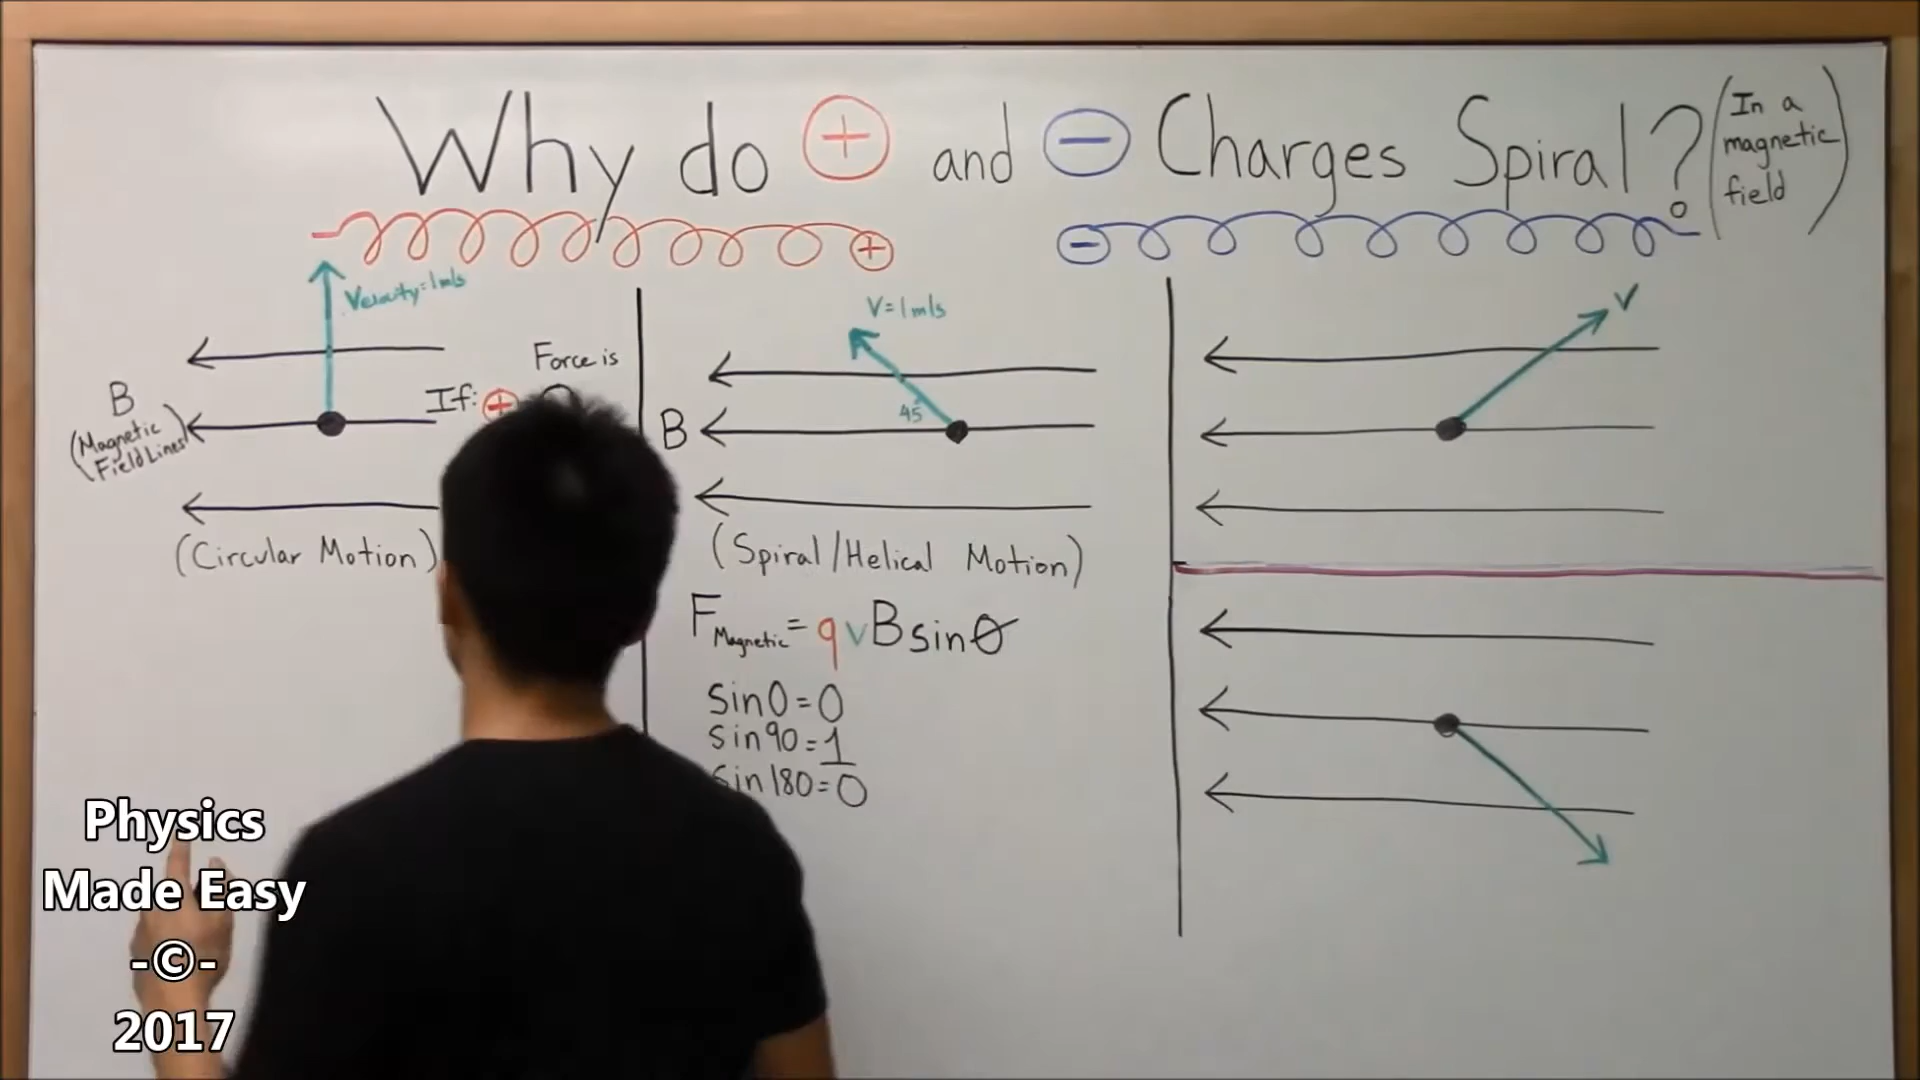 Why do + and − Charges Spiral?
(In a
magnetic
field)
+
−
Velocity=1m/s
B
(Magnetic
Field Lines)
Force is
If: +
(Circular Motion)
V=1m/s
45
B
(Spiral/Helical Motion)
F Magnetic = qvBsinθ
sin0=0
sin90=1
sin180=0
V
Physics
Made Easy
-©-
2017